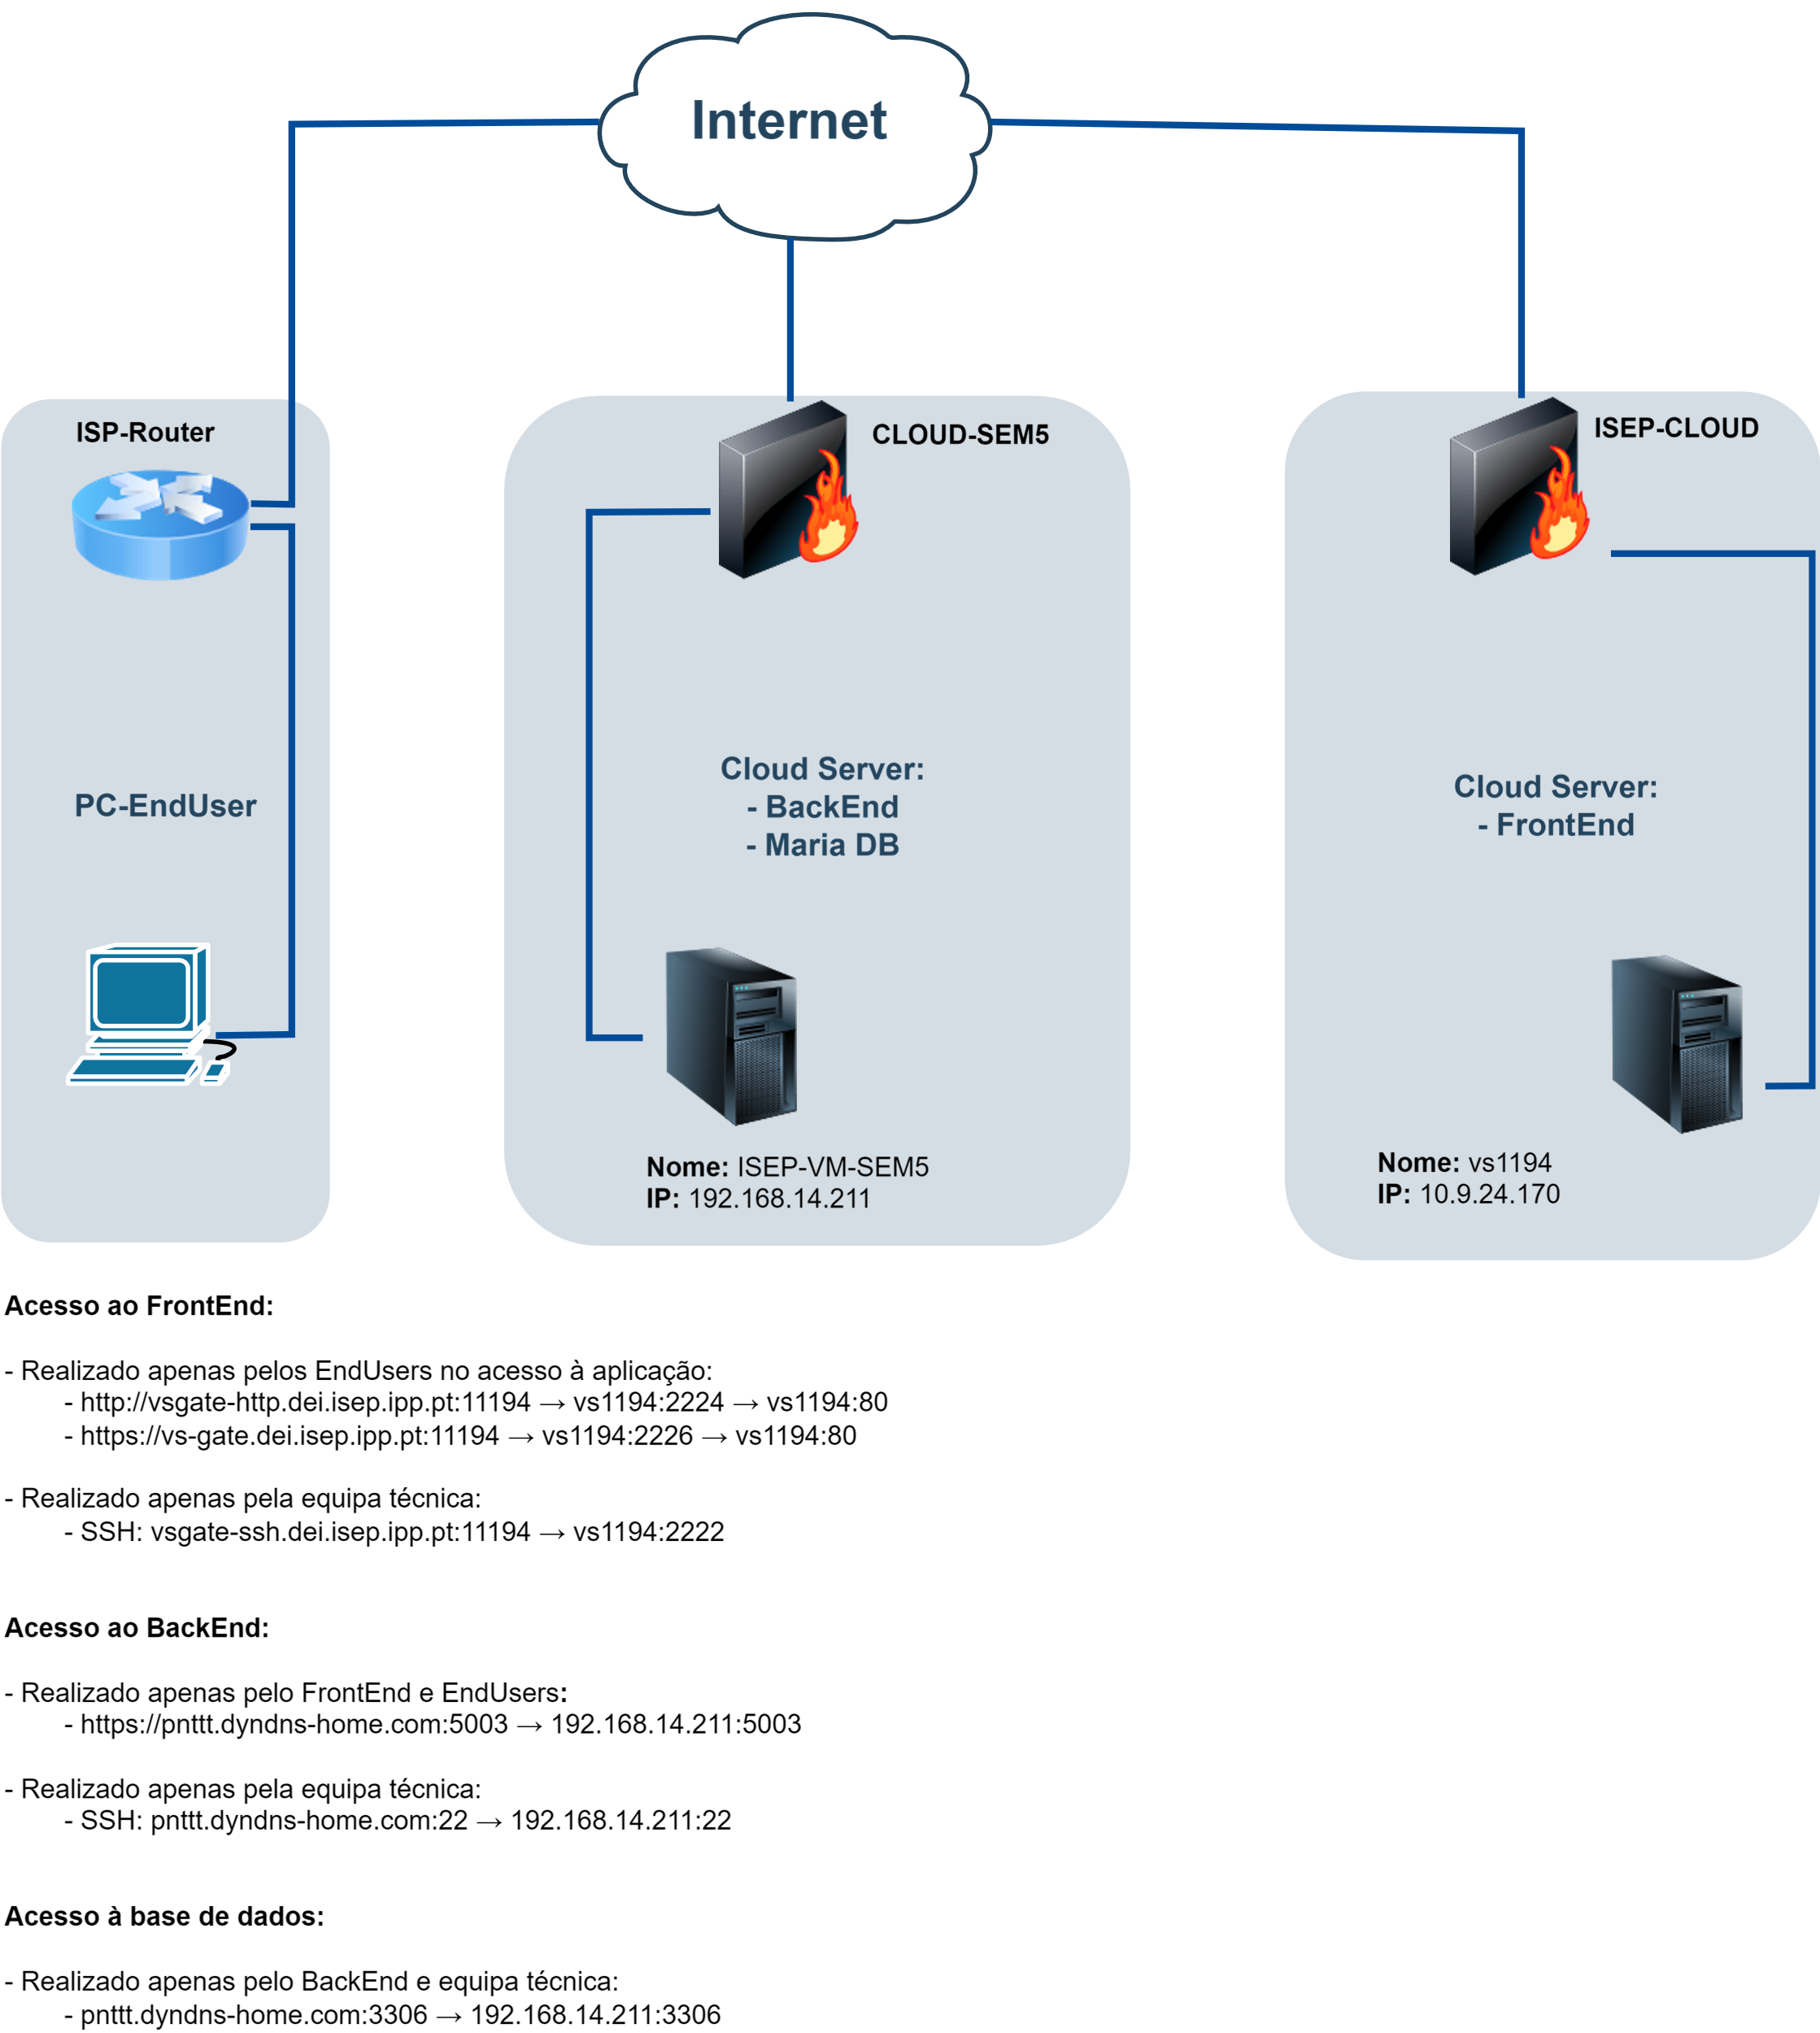 Internet
ISP-Router
CLOUD-SEM5
ISEP-CLOUD
PC-EndUser
Cloud Server:
- BackEnd
- Maria DB
Cloud Server:
- FrontEnd
Nome: ISEP-VM-SEM5
IP: 192.168.14.211
Nome: vs1194
IP: 10.9.24.170
Acesso ao FrontEnd:
- Realizado apenas pelos EndUsers no acesso à aplicação:
- http://vsgate-http.dei.isep.ipp.pt:11194 → vs1194:2224 → vs1194:80
- https://vs-gate.dei.isep.ipp.pt:11194 → vs1194:2226 → vs1194:80
- Realizado apenas pela equipa técnica:
- SSH: vsgate-ssh.dei.isep.ipp.pt:11194 → vs1194:2222
Acesso ao BackEnd:
- Realizado apenas pelo FrontEnd e EndUsers:
- https://pnttt.dyndns-home.com:5003 → 192.168.14.211:5003
- Realizado apenas pela equipa técnica:
- SSH: pnttt.dyndns-home.com:22 → 192.168.14.211:22
Acesso à base de dados:
- Realizado apenas pelo BackEnd e equipa técnica:
- pnttt.dyndns-home.com:3306 → 192.168.14.211:3306